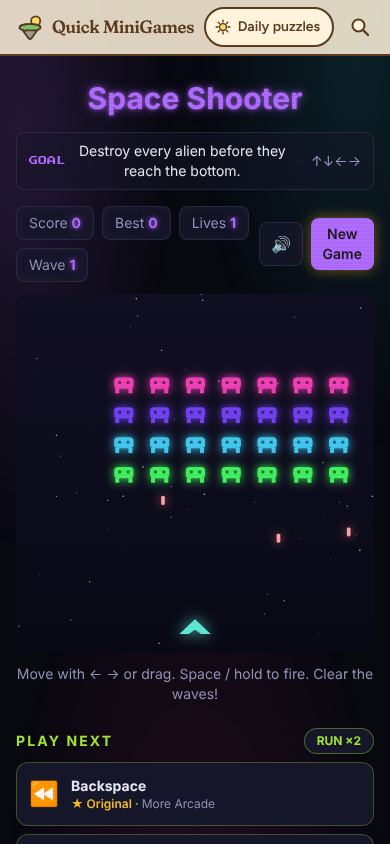 Quick MiniGames
Daily puzzles
Space Shooter
GOAL
Destroy every alien before they
reach the bottom.
· ↑↓←→
Score 0
Best 0
Lives 1
Wave 1
New
Game
Move with ← → or drag. Space / hold to fire. Clear the
waves!
PLAY NEXT
RUN ×2
Backspace
★ Original · More Arcade